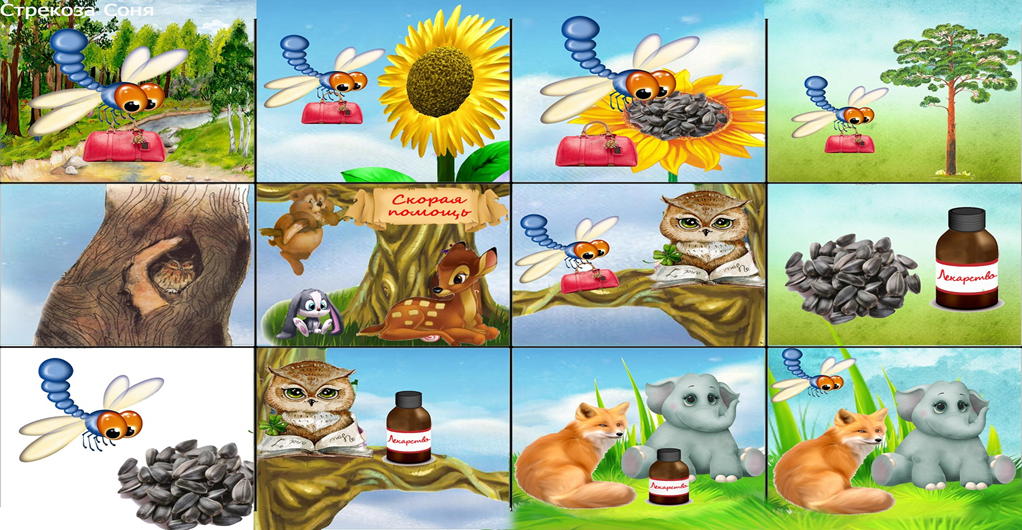 Стрекоза Соня
Скорая
помощь
Лекарство
Лекарство
Лекарство